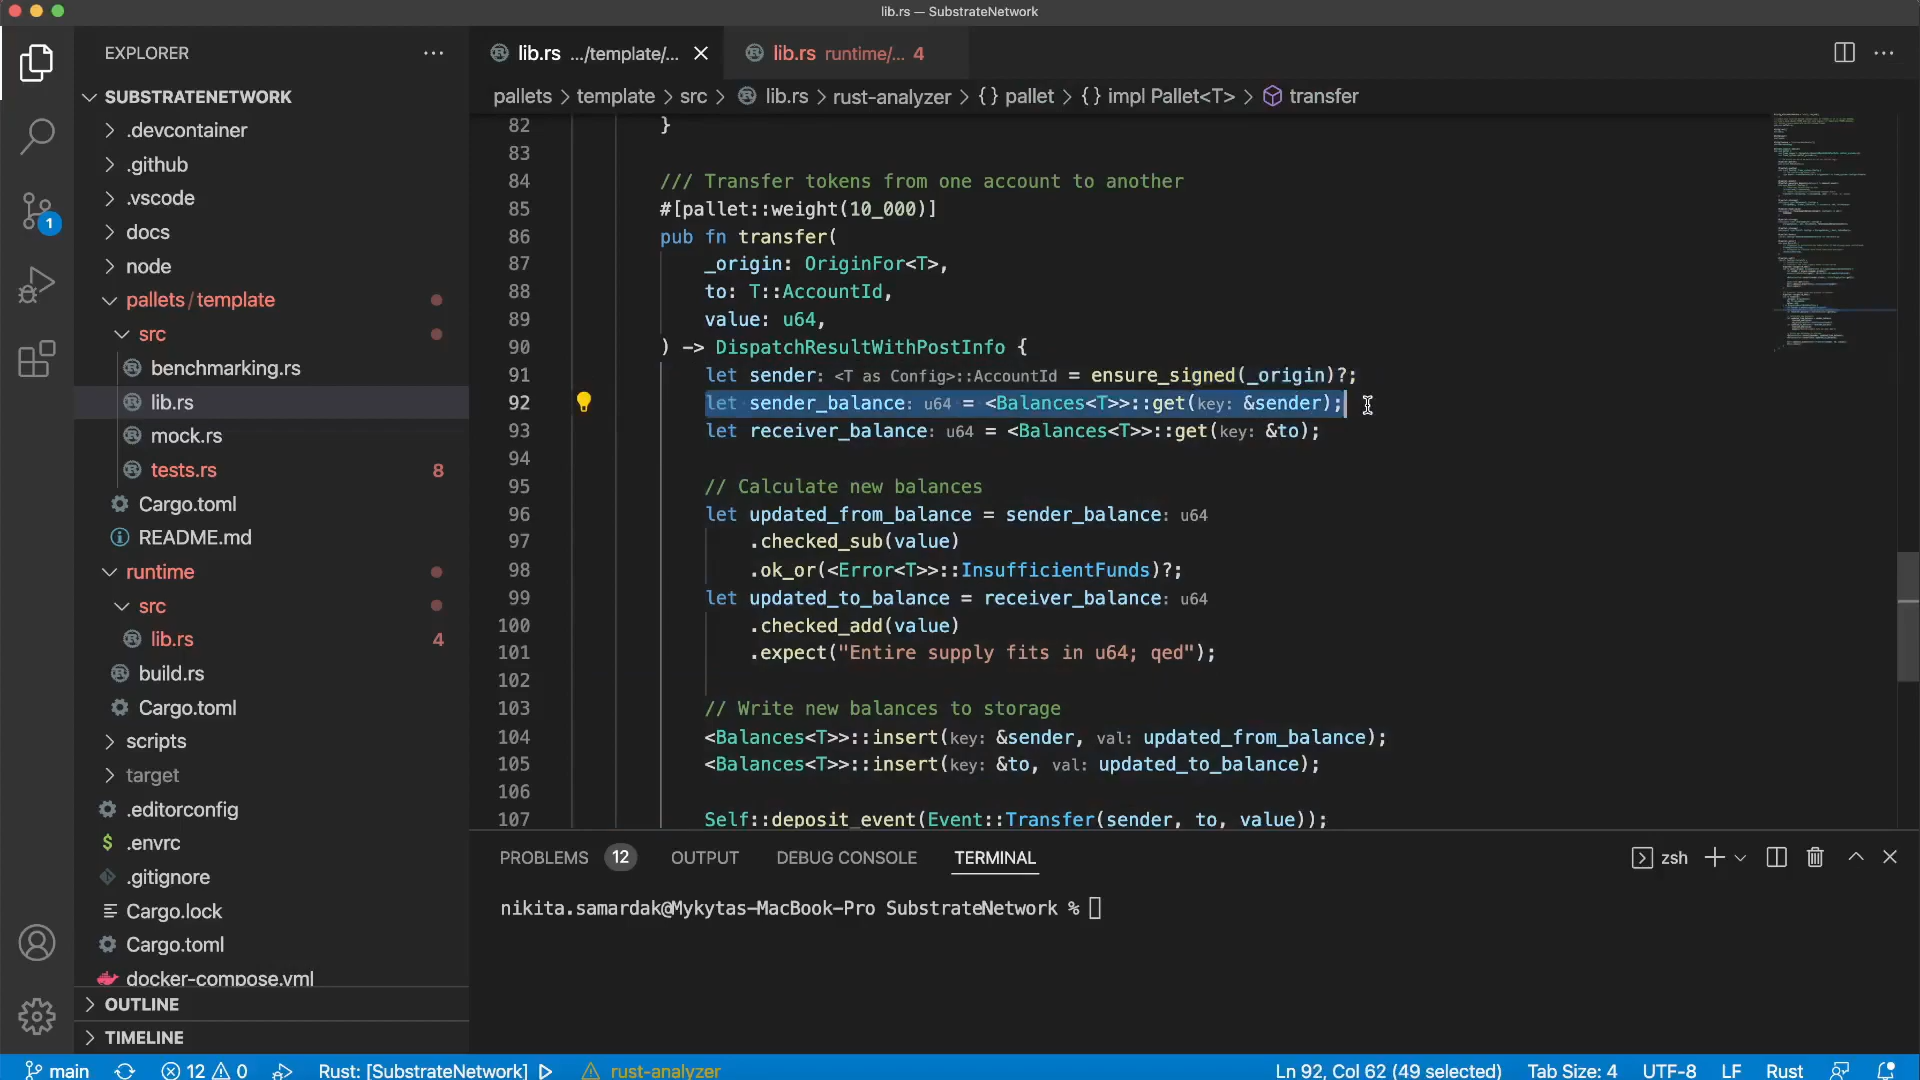 lib.rs — SubstrateNetwork
EXPLORER
SUBSTRATENETWORK
.devcontainer
.github
.vscode
docs
node
pallets / template
src
benchmarking.rs
lib.rs
mock.rs
tests.rs 8
Cargo.toml
README.md
runtime
src
lib.rs 4
build.rs
Cargo.toml
scripts
target
.editorconfig
.envrc
.gitignore
Cargo.lock
Cargo.toml
docker-compose.yml
OUTLINE
TIMELINE
1
lib.rs .../template/...
lib.rs runtime/... 4
pallets > template > src > lib.rs > rust-analyzer > {} pallet > {} impl Pallet<T> > transfer
82 }
83
84 /// Transfer tokens from one account to another
85 #[pallet::weight(10_000)]
86 pub fn transfer(
87 _origin: OriginFor<T>,
88 to: T::AccountId,
89 value: u64,
90 ) -> DispatchResultWithPostInfo {
91 let sender: <T as Config>::AccountId = ensure_signed(_origin)?;
92 let sender_balance: u64 = <Balances<T>>::get(key: &sender);
93 let receiver_balance: u64 = <Balances<T>>::get(key: &to);
94
95 // Calculate new balances
96 let updated_from_balance = sender_balance: u64
97 .checked_sub(value)
98 .ok_or(<Error<T>>::InsufficientFunds)?;
99 let updated_to_balance = receiver_balance: u64
100 .checked_add(value)
101 .expect("Entire supply fits in u64; qed");
102
103 // Write new balances to storage
104 <Balances<T>>::insert(key: &sender, val: updated_from_balance);
105 <Balances<T>>::insert(key: &to, val: updated_to_balance);
106
107 Self::deposit_event(Event::Transfer(sender, to, value));
PROBLEMS 12 OUTPUT DEBUG CONSOLE TERMINAL
zsh
nikita.samardak@Mykytas-MacBook-Pro SubstrateNetwork %
main 12 0 Rust: [SubstrateNetwork] rust-analyzer Ln 92, Col 62 (49 selected) Tab Size: 4 UTF-8 LF Rust